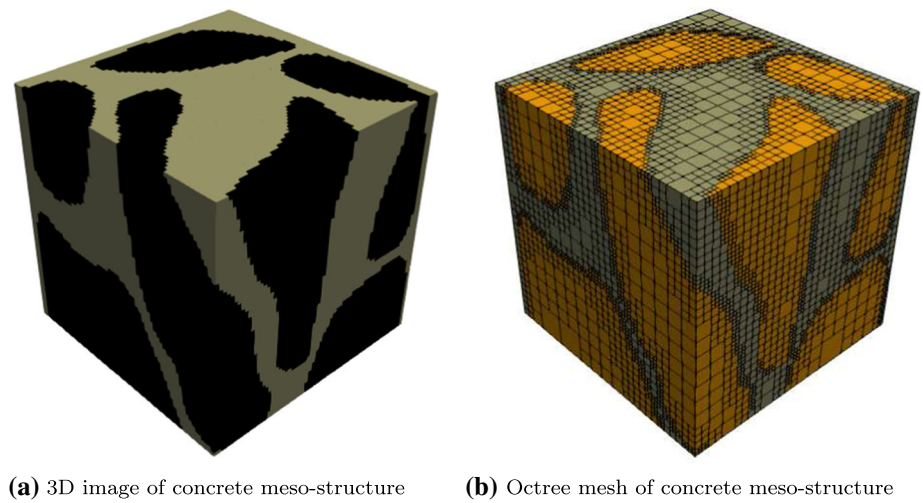 (a) 3D image of concrete meso-structure
(b) Octree mesh of concrete meso-structure